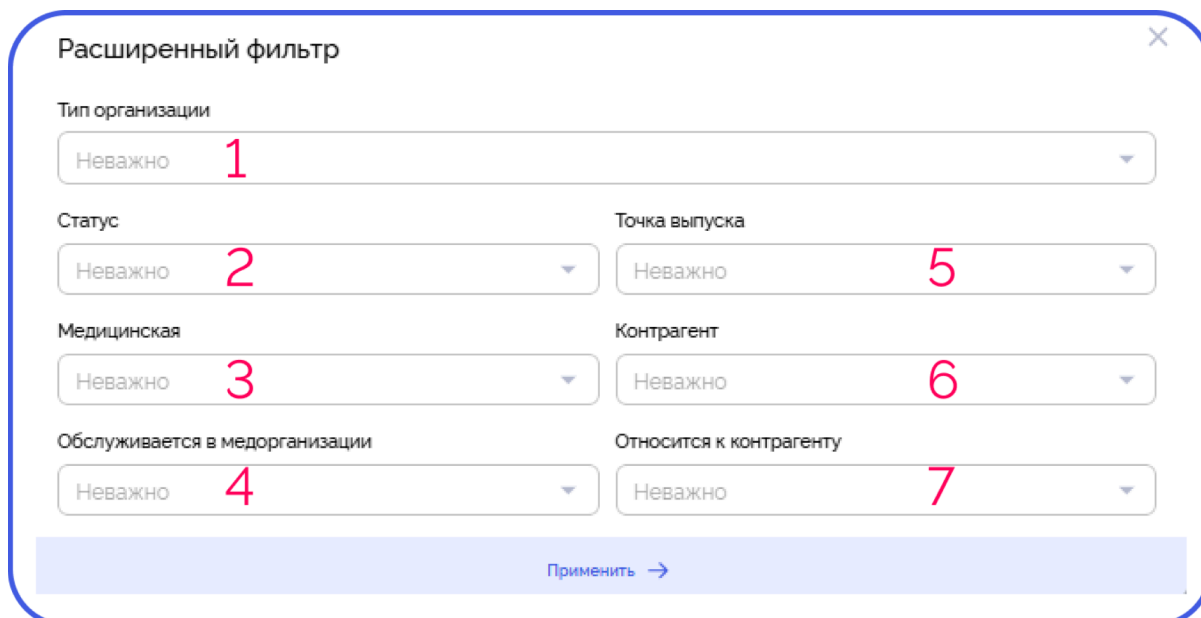 Расширенный фильтр
Тип организации
Неважно 1
Статус Точка выпуска
Неважно 2 Неважно 5
Медицинская Контрагент
Неважно 3 Неважно 6
Обслуживается в медорганизации Относится к контрагенту
Неважно 4 Неважно 7
Применить →